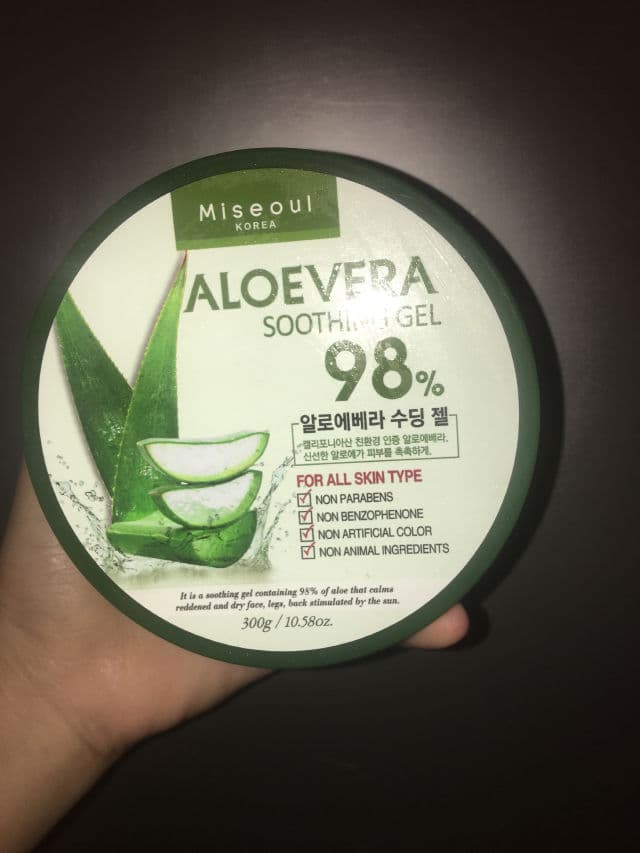 Miseoul
KOREA
ALOEVERA
SOOTHING GEL
98%
알로에베라 수딩 젤
캘리포니아산 친환경 인증 알로에베라.
신선한 알로에가 피부를 촉촉하게.
FOR ALL SKIN TYPE
NON PARABENS
NON BENZOPHENONE
NON ARTIFICIAL COLOR
NON ANIMAL INGREDIENTS
It is a soothing gel containing 98% of aloe that calms
reddened and dry face, legs, back stimulated by the sun.
300g / 10.58oz.